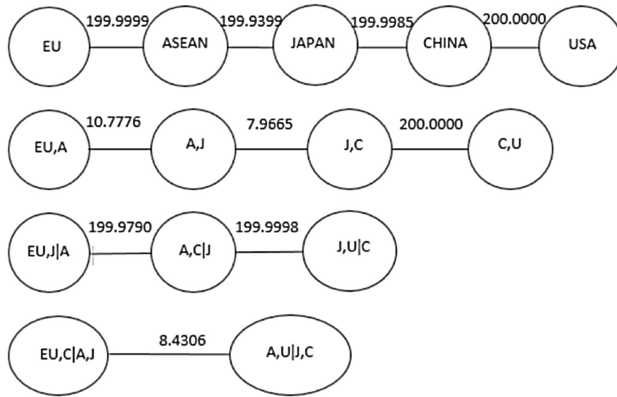 199.9999 199.9399 199.9985 200.0000
EU ASEAN JAPAN CHINA USA
10.7776 7.9665 200.0000
EU,A A,J J,C C,U
199.9790 199.9998
EU,J|A A,C|J J,U|C
8.4306
EU,C|A,J A,U|J,C